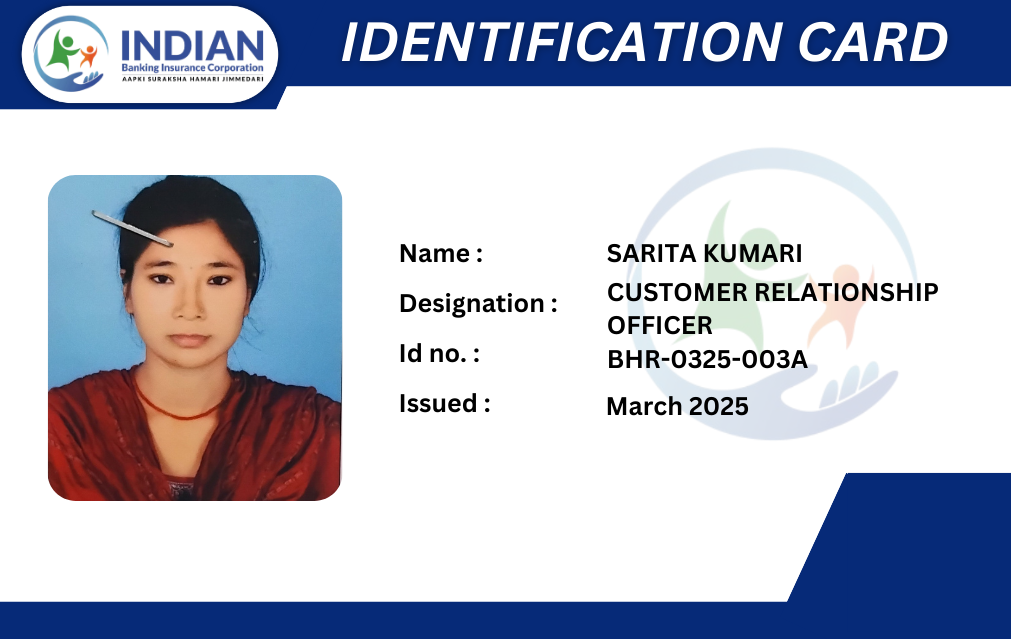 INDIAN
Banking Insurance Corporation
AAPKI SURAKSHA HAMARI JIMMEDARI
IDENTIFICATION CARD
Name : SARITA KUMARI
Designation : CUSTOMER RELATIONSHIP
OFFICER
Id no. : BHR-0325-003A
Issued : March 2025